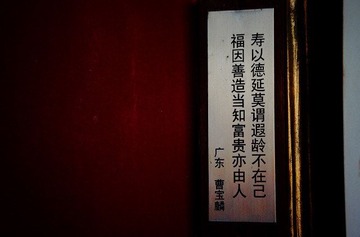 寿以德延莫谓遐龄不在己
福因善造当知富贵亦由人
广东 曹宝麟